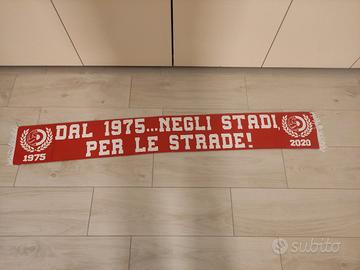 DAL 1975...NEGLI STADI,
PER LE STRADE!
1975
2020
subito